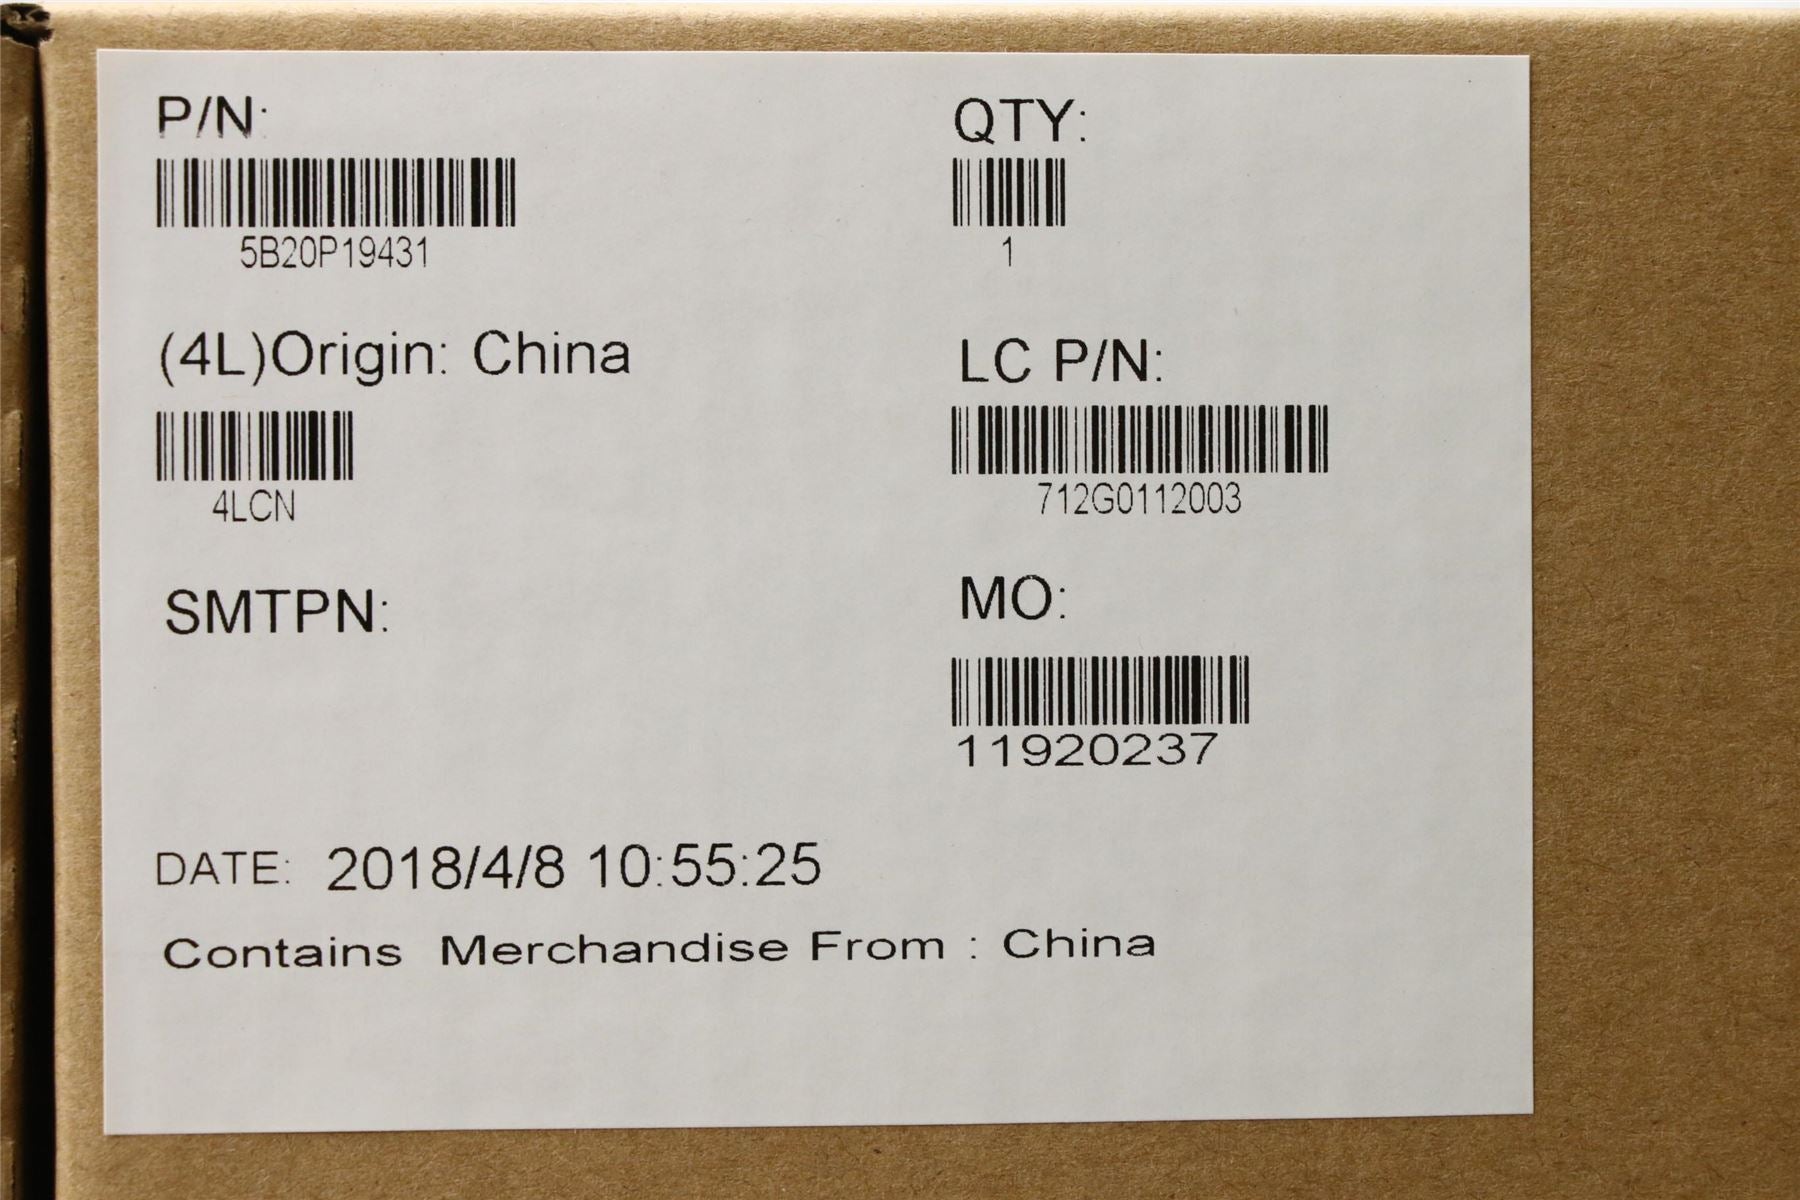 P/N:
5B20P19431
QTY:
1
(4L)Origin: China
4LCN
LC P/N:
712G0112003
SMTPN:
MO:
11920237
DATE: 2018/4/8 10:55:25
Contains Merchandise From : China